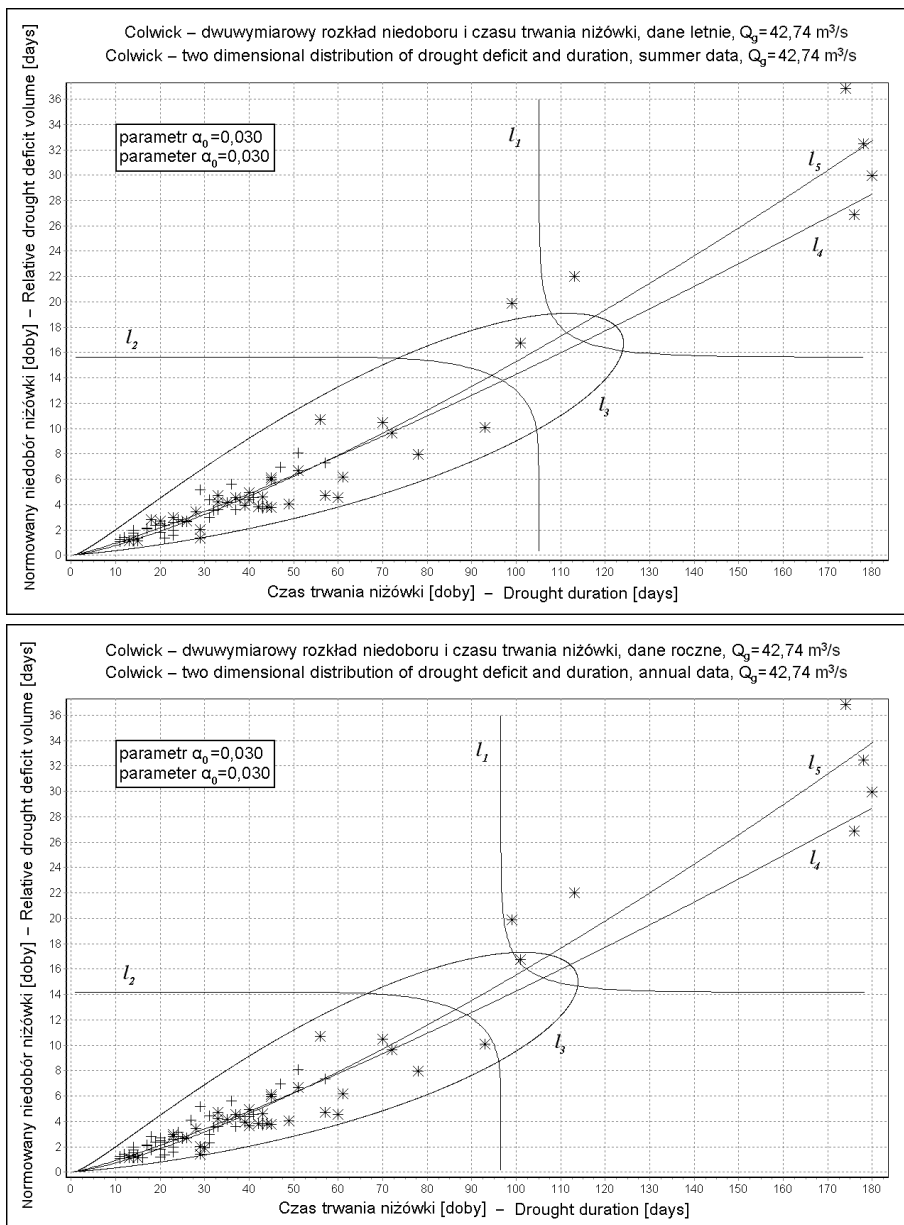 Colwick – dwuwymiarowy rozkład niedoboru i czasu trwania niżówki, dane letnie, Qg=42,74 m³/s
Colwick – two dimensional distribution of drought deficit and duration, summer data, Qg=42,74 m³/s
Normowany niedobór niżówki [doby] – Relative drought deficit volume [days]
36
34
32
30
28
26
24
22
20
18
16
14
12
10
8
6
4
2
0
parametr α₀=0,030
parameter α₀=0,030
l₁
l₅
l₄
l₂
l₃
0 10 20 30 40 50 60 70 80 90 100 110 120 130 140 150 160 170 180
Czas trwania niżówki [doby] – Drought duration [days]
Colwick – dwuwymiarowy rozkład niedoboru i czasu trwania niżówki, dane roczne, Qg=42,74 m³/s
Colwick – two dimensional distribution of drought deficit and duration, annual data, Qg=42,74 m³/s
Normowany niedobór niżówki [doby] – Relative drought deficit volume [days]
36
34
32
30
28
26
24
22
20
18
16
14
12
10
8
6
4
2
0
parametr α₀=0,030
parameter α₀=0,030
l₁
l₅
l₄
l₂
l₃
0 10 20 30 40 50 60 70 80 90 100 110 120 130 140 150 160 170 180
Czas trwania niżówki [doby] – Drought duration [days]